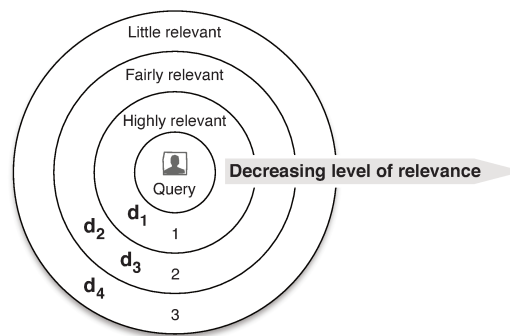 Little relevant
Fairly relevant
Highly relevant
Decreasing level of relevance
Query
d1
d2
1
d3
2
d4
3